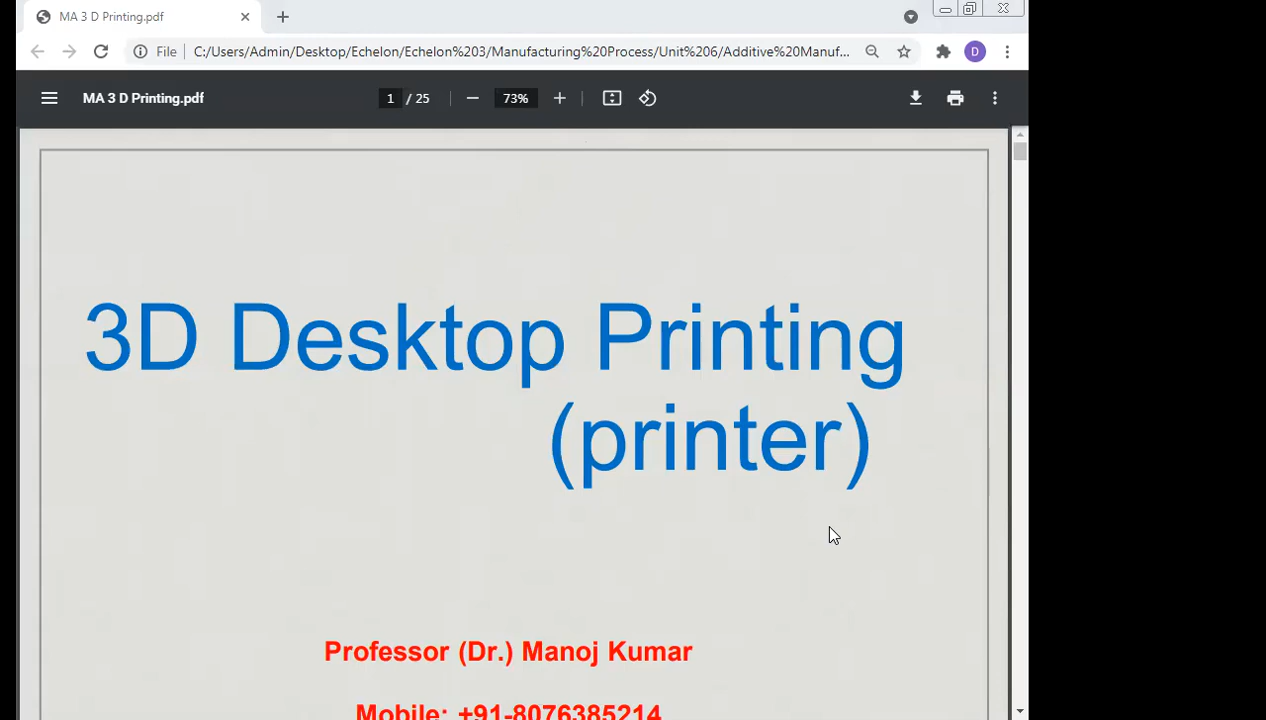 MA 3 D Printing.pdf
File C:/Users/Admin/Desktop/Echelon/Echelon%203/Manufacturing%20Process/Unit%206/Additive%20Manuf...
D
MA 3 D Printing.pdf
1 / 25
73%
3D Desktop Printing
(printer)
Professor (Dr.) Manoj Kumar
Mobile: +91-8076385214